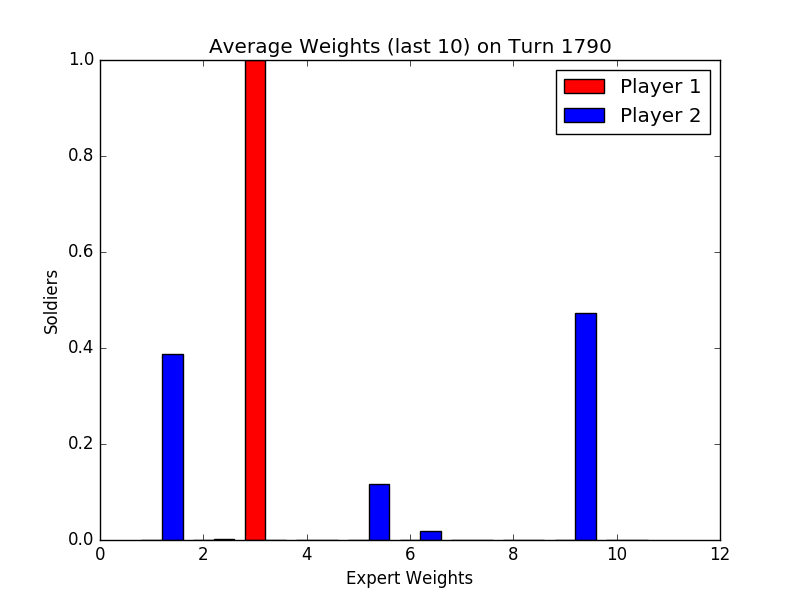 Average Weights (last 10) on Turn 1790
1.0
0.8
0.6
0.4
0.2
0.0
Soldiers
Player 1
Player 2
0 2 4 6 8 10 12
Expert Weights